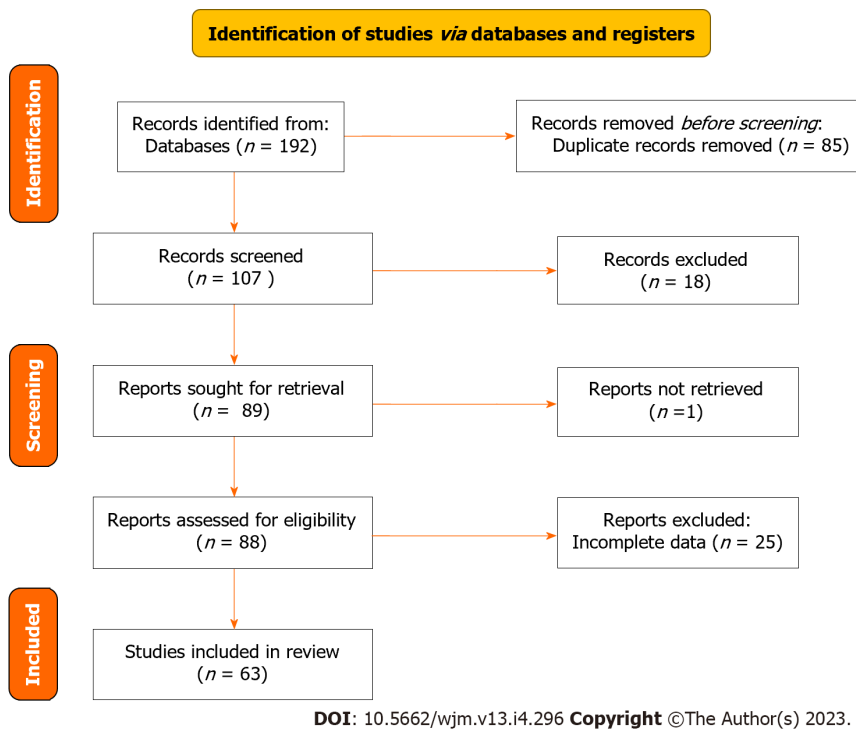 Identification of studies via databases and registers
Identification
Records identified from:
Databases (n = 192)
Records removed before screening:
Duplicate records removed (n = 85)
Records screened
(n = 107 )
Records excluded
(n = 18)
Screening
Reports sought for retrieval
(n = 89)
Reports not retrieved
(n =1)
Reports assessed for eligibility
(n = 88)
Reports excluded:
Incomplete data (n = 25)
Included
Studies included in review
(n = 63)
DOI: 10.5662/wjm.v13.i4.296 Copyright ©The Author(s) 2023.